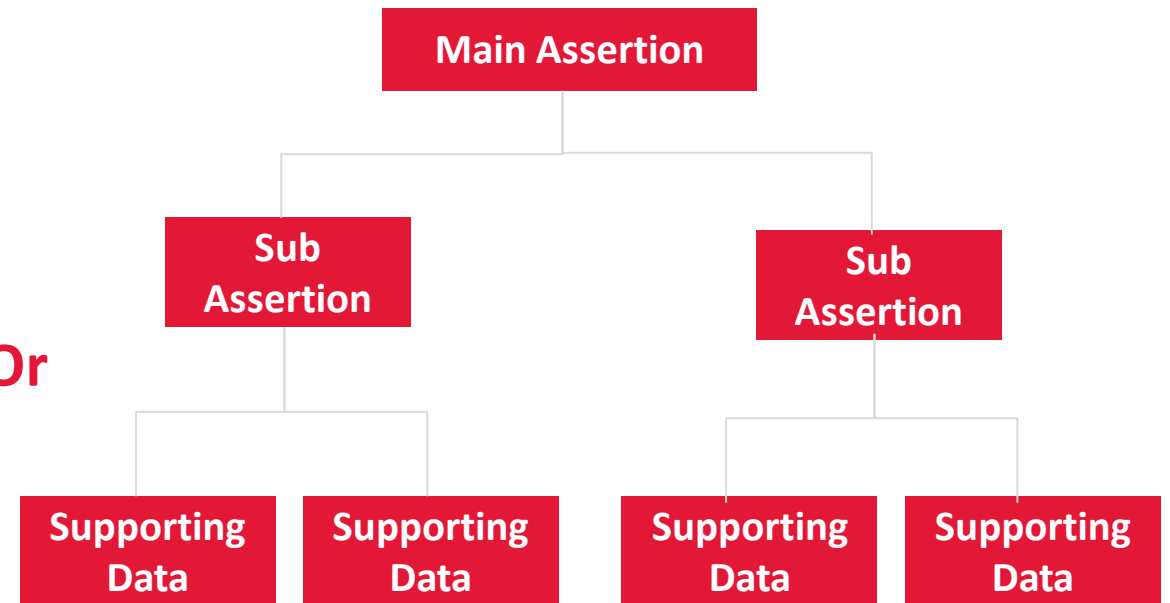 Main Assertion
Sub
Assertion
Sub
Assertion
Or
Supporting
Data
Supporting
Data
Supporting
Data
Supporting
Data